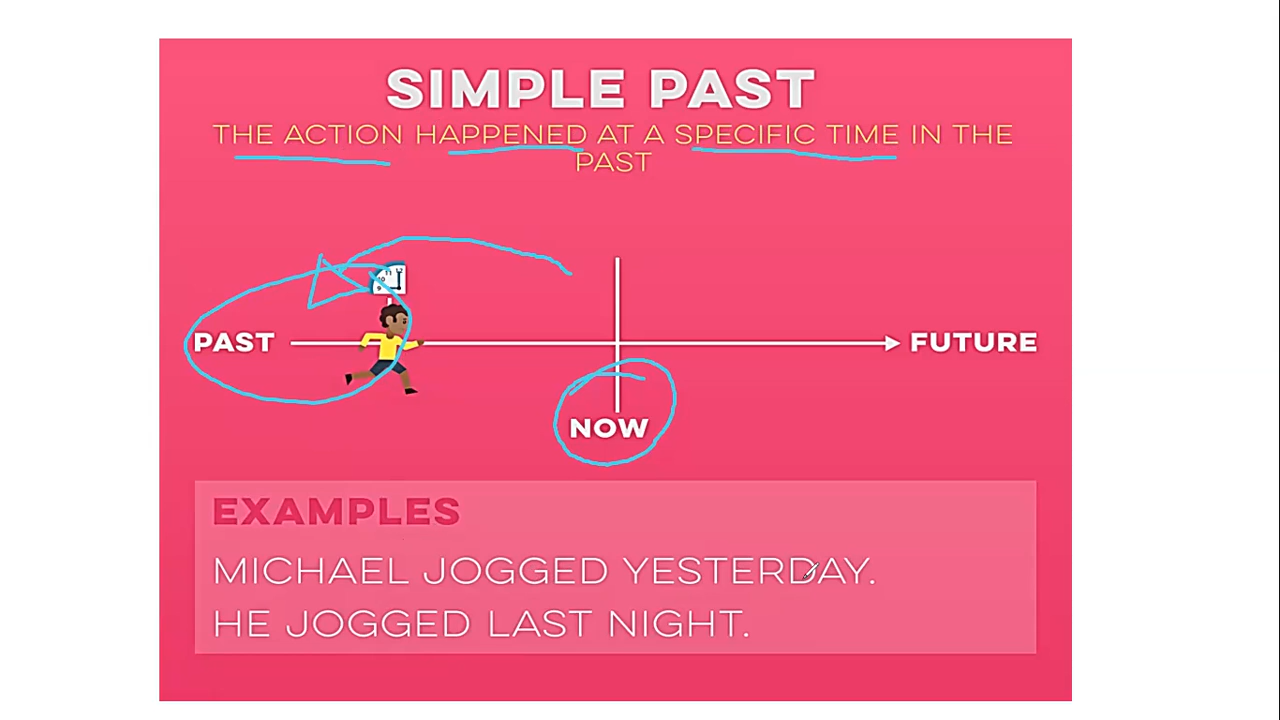 SIMPLE PAST
THE ACTION HAPPENED AT A SPECIFIC TIME IN THE
PAST
PAST
FUTURE
NOW
EXAMPLES
MICHAEL JOGGED YESTERDAY.
HE JOGGED LAST NIGHT.